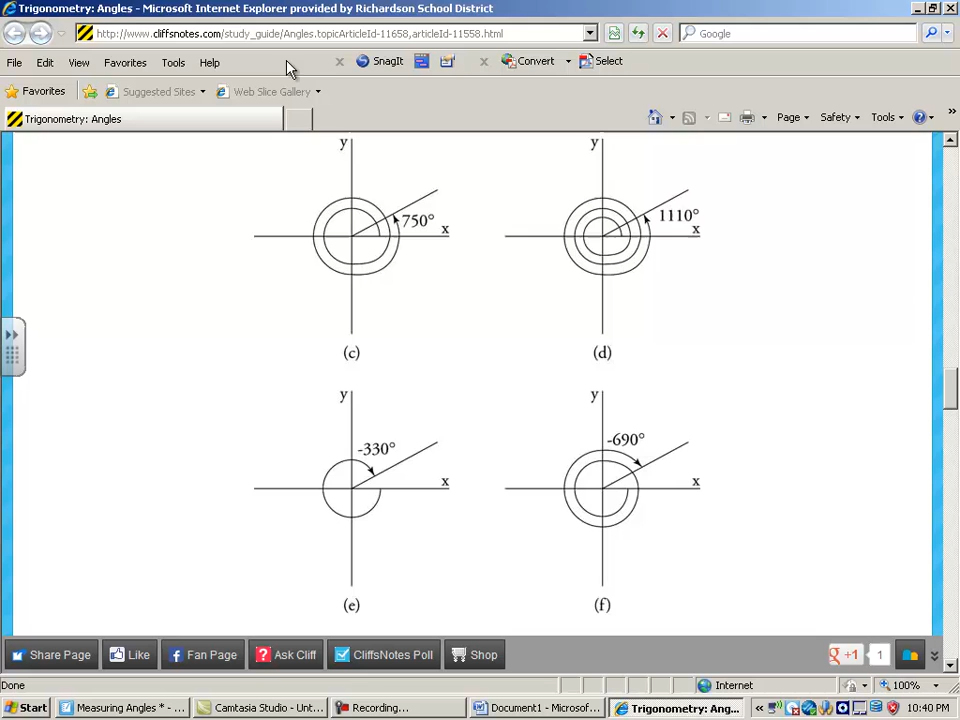 Trigonometry: Angles - Microsoft Internet Explorer provided by Richardson School District
http://www.cliffsnotes.com/study_guide/Angles.topicArticleId-11658,articleId-11558.html
Google
File Edit View Favorites Tools Help
x SnagIt
x Convert Select
Favorites Suggested Sites Web Slice Gallery
Trigonometry: Angles
Page Safety Tools »
y
750°
x
(c)
y
1110°
x
(d)
y
-330°
x
(e)
y
-690°
x
(f)
Share Page Like Fan Page Ask Cliff CliffsNotes Poll Shop
g +1 1
Done Internet 100%
Start Measuring Angles * - ... Camtasia Studio - Unt... Recording... Document1 - Microsof... Trigonometry: Ang... « 10:40 PM